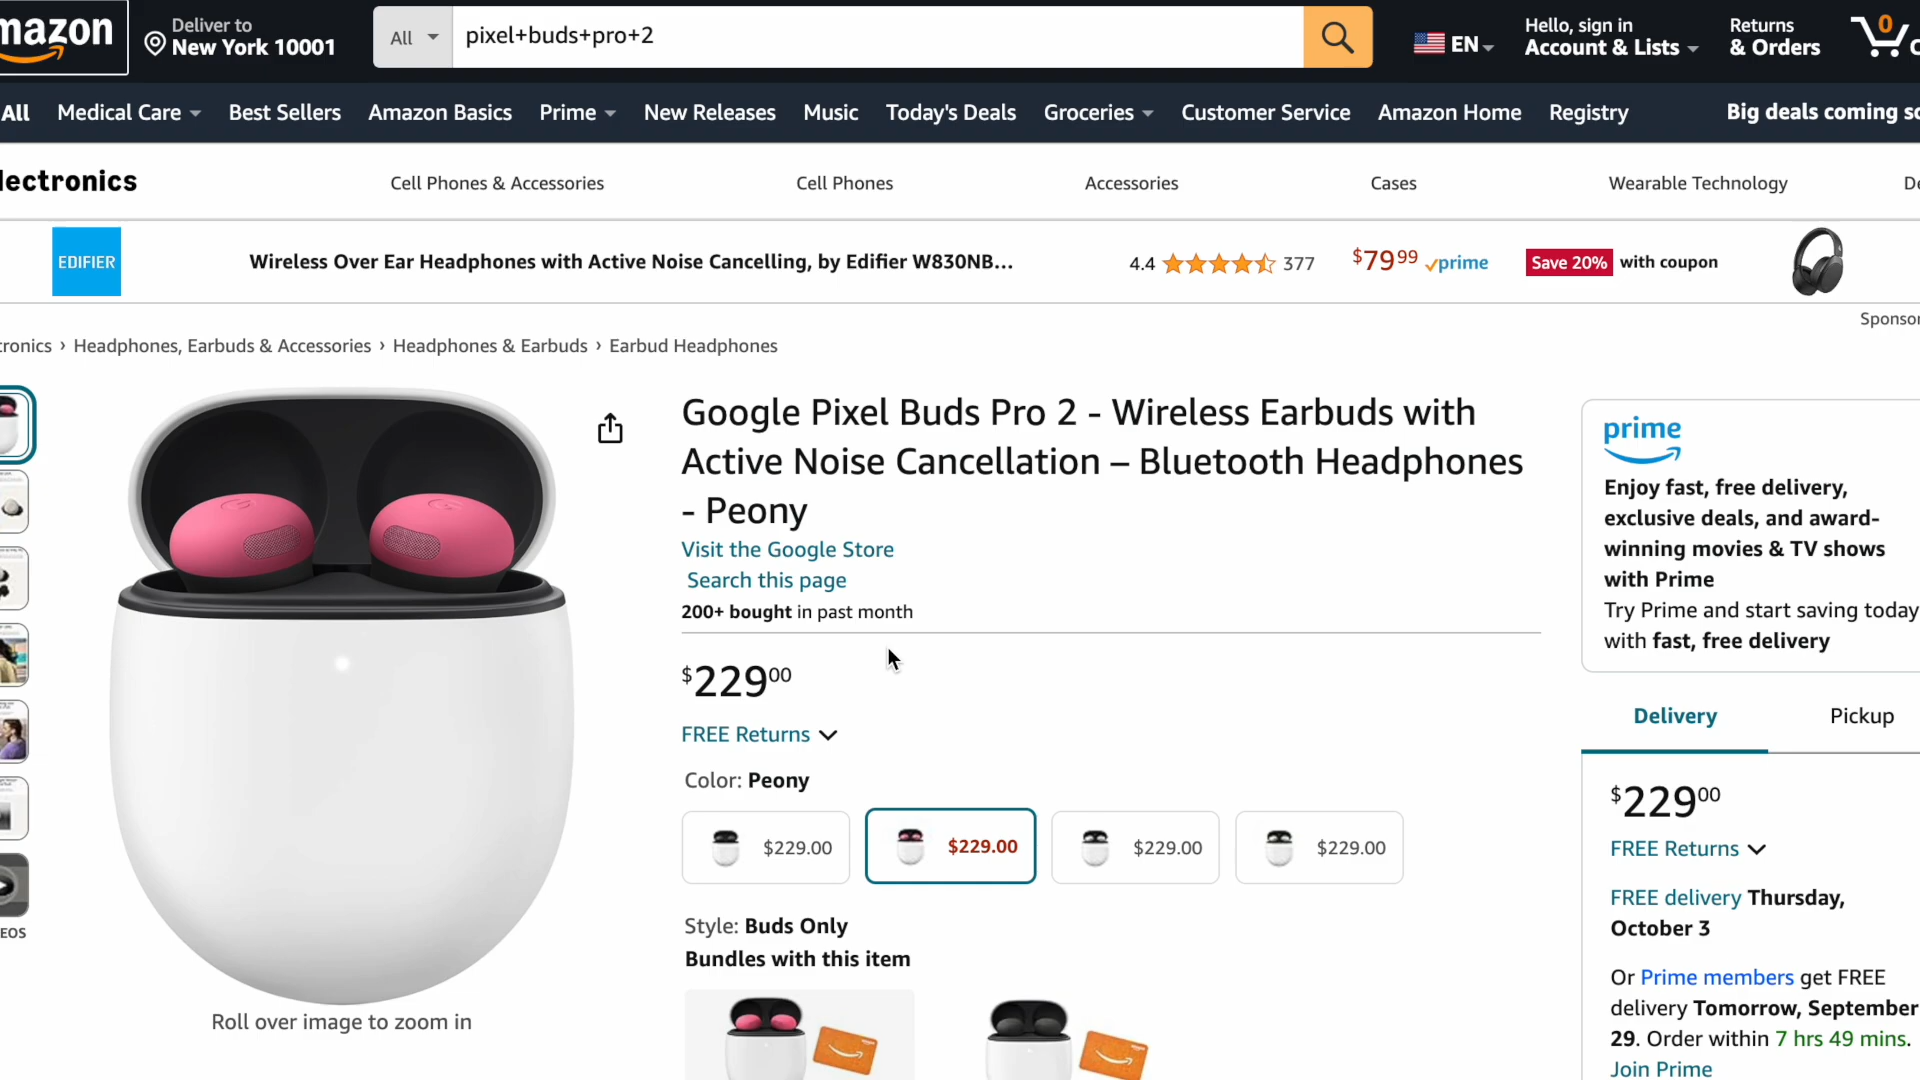 mazon
Deliver to
New York 10001
All
pixel+buds+pro+2
EN
Hello, sign in
Account & Lists
Returns
& Orders
0
All
Medical Care
Best Sellers
Amazon Basics
Prime
New Releases
Music
Today's Deals
Groceries
Customer Service
Amazon Home
Registry
Big deals coming so
lectronics
Cell Phones & Accessories
Cell Phones
Accessories
Cases
Wearable Technology
De
EDIFIER
Wireless Over Ear Headphones with Active Noise Cancelling, by Edifier W830NB...
4.4
377
$79 99
prime
Save 20%
with coupon
Sponsor
tronics › Headphones, Earbuds & Accessories › Headphones & Earbuds › Earbud Headphones
EOS
Roll over image to zoom in
Google Pixel Buds Pro 2 - Wireless Earbuds with
Active Noise Cancellation – Bluetooth Headphones
- Peony
Visit the Google Store
Search this page
200+ bought in past month
$229 00
FREE Returns
Color: Peony
$229.00
$229.00
$229.00
$229.00
Style: Buds Only
Bundles with this item
prime
Enjoy fast, free delivery,
exclusive deals, and award-
winning movies & TV shows
with Prime
Try Prime and start saving today
with fast, free delivery
Delivery
Pickup
$229 00
FREE Returns
FREE delivery Thursday,
October 3
Or Prime members get FREE
delivery Tomorrow, September
29. Order within 7 hrs 49 mins.
Join Prime